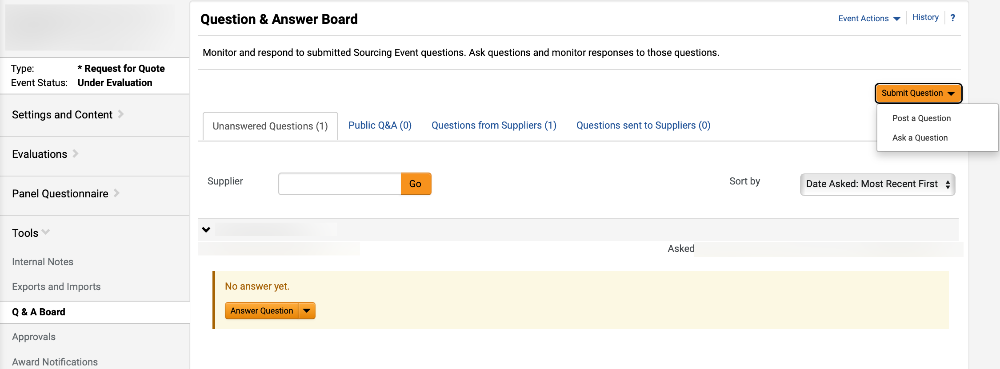 Question & Answer Board
Event Actions
History
?
Monitor and respond to submitted Sourcing Event questions. Ask questions and monitor responses to those questions.
Type: * Request for Quote
Event Status: Under Evaluation
Settings and Content
Evaluations
Panel Questionnaire
Tools
Internal Notes
Exports and Imports
Q & A Board
Approvals
Award Notifications
Submit Question
Post a Question
Ask a Question
Unanswered Questions (1)
Public Q&A (0)
Questions from Suppliers (1)
Questions sent to Suppliers (0)
Supplier
Go
Sort by
Date Asked: Most Recent First
Asked
No answer yet.
Answer Question